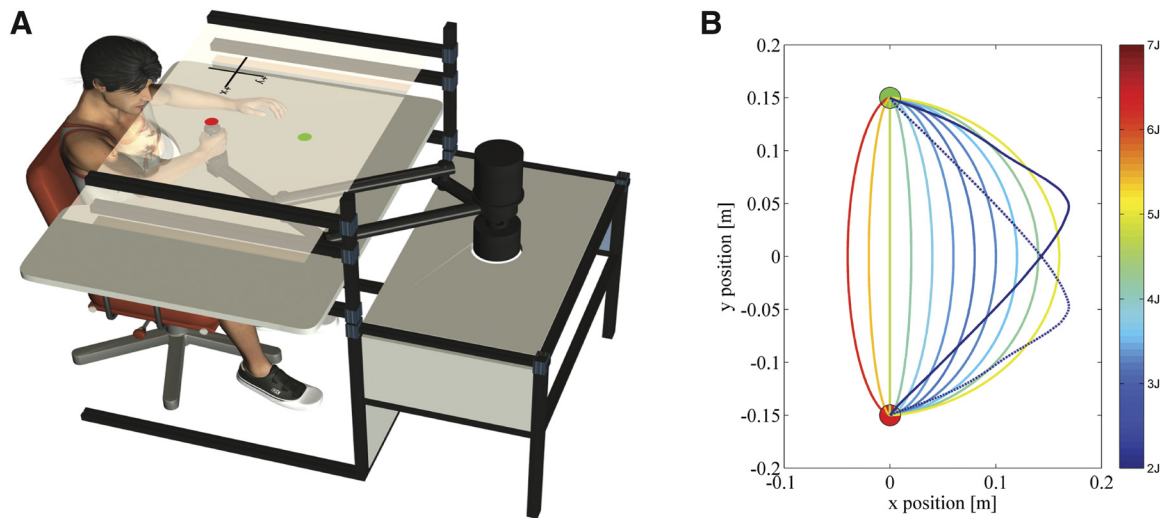 A
+y
+x
B
0.2
0.15
0.1
0.05
0
-0.05
-0.1
-0.15
-0.2
y position [m]
-0.1
0
0.1
0.2
x position [m]
7J
6J
5J
4J
3J
2J